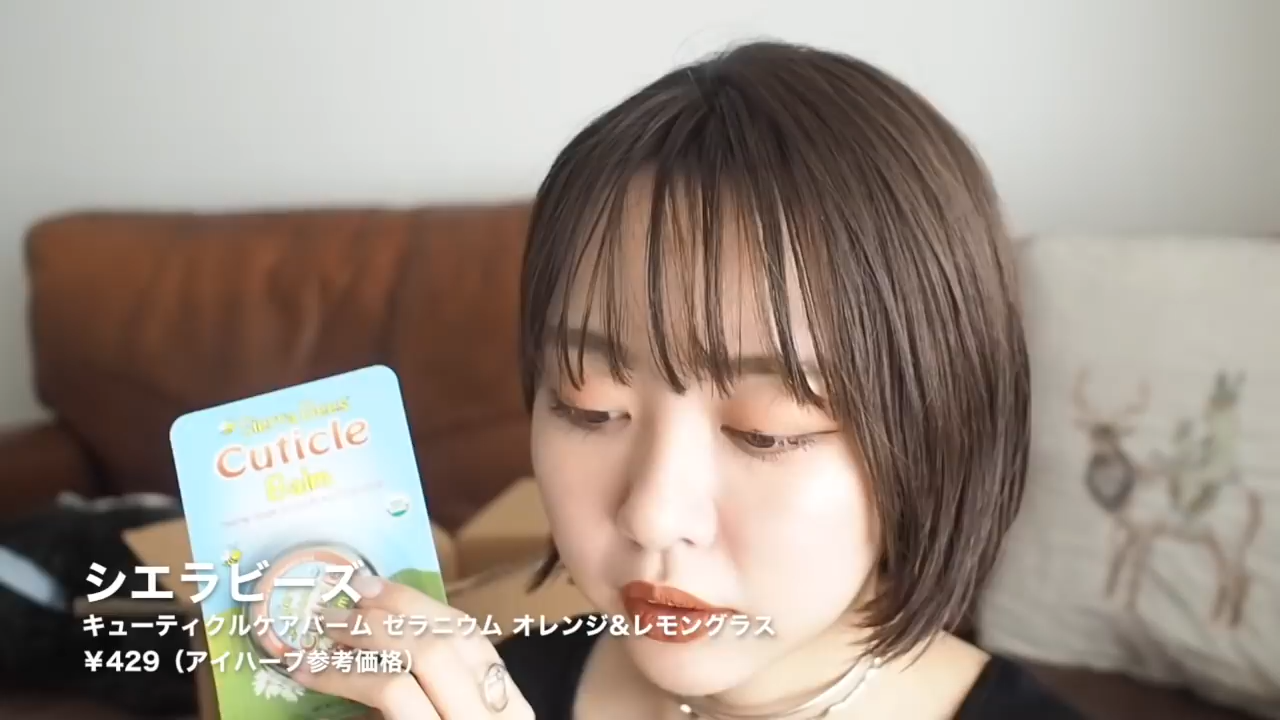 Sierra Bees
Cuticle
Balm
シエラビーズ
キューティクルケアバーム ゼラニウム オレンジ&レモングラス
¥429（アイハーブ参考価格）